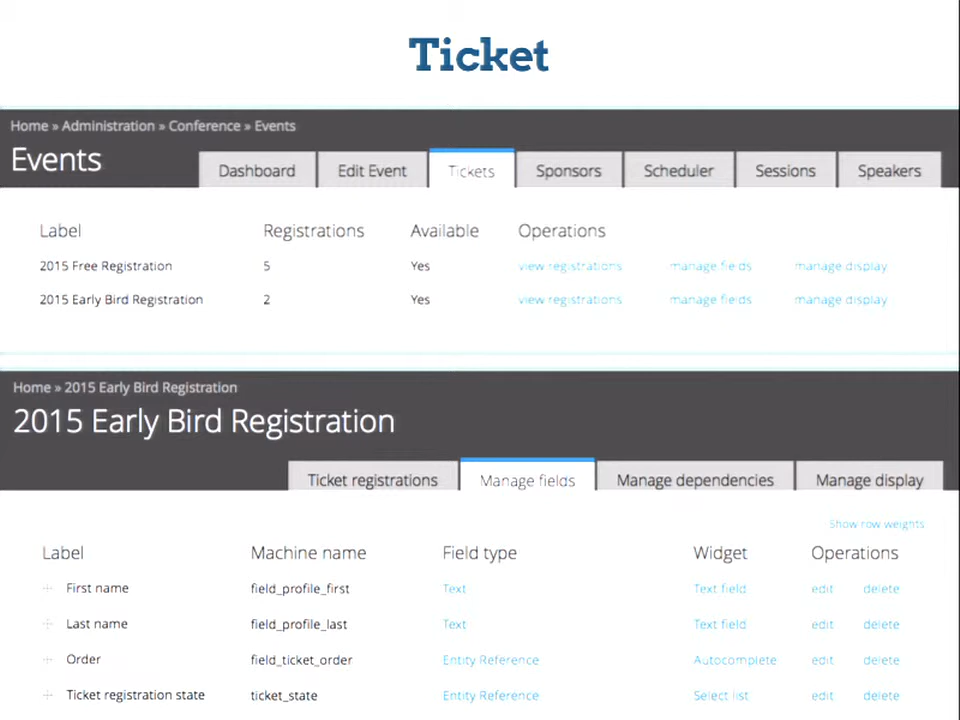 Ticket
Home » Administration » Conference » Events
Events
Dashboard Edit Event Tickets Sponsors Scheduler Sessions Speakers
Label Registrations Available Operations
2015 Free Registration 5 Yes view registrations manage fields manage display
2015 Early Bird Registration 2 Yes view registrations manage fields manage display
Home » 2015 Early Bird Registration
2015 Early Bird Registration
Ticket registrations Manage fields Manage dependencies Manage display
Show row weights
Label Machine name Field type Widget Operations
First name field_profile_first Text Text field edit delete
Last name field_profile_last Text Text field edit delete
Order field_ticket_order Entity Reference Autocomplete edit delete
Ticket registration state ticket_state Entity Reference Select list edit delete